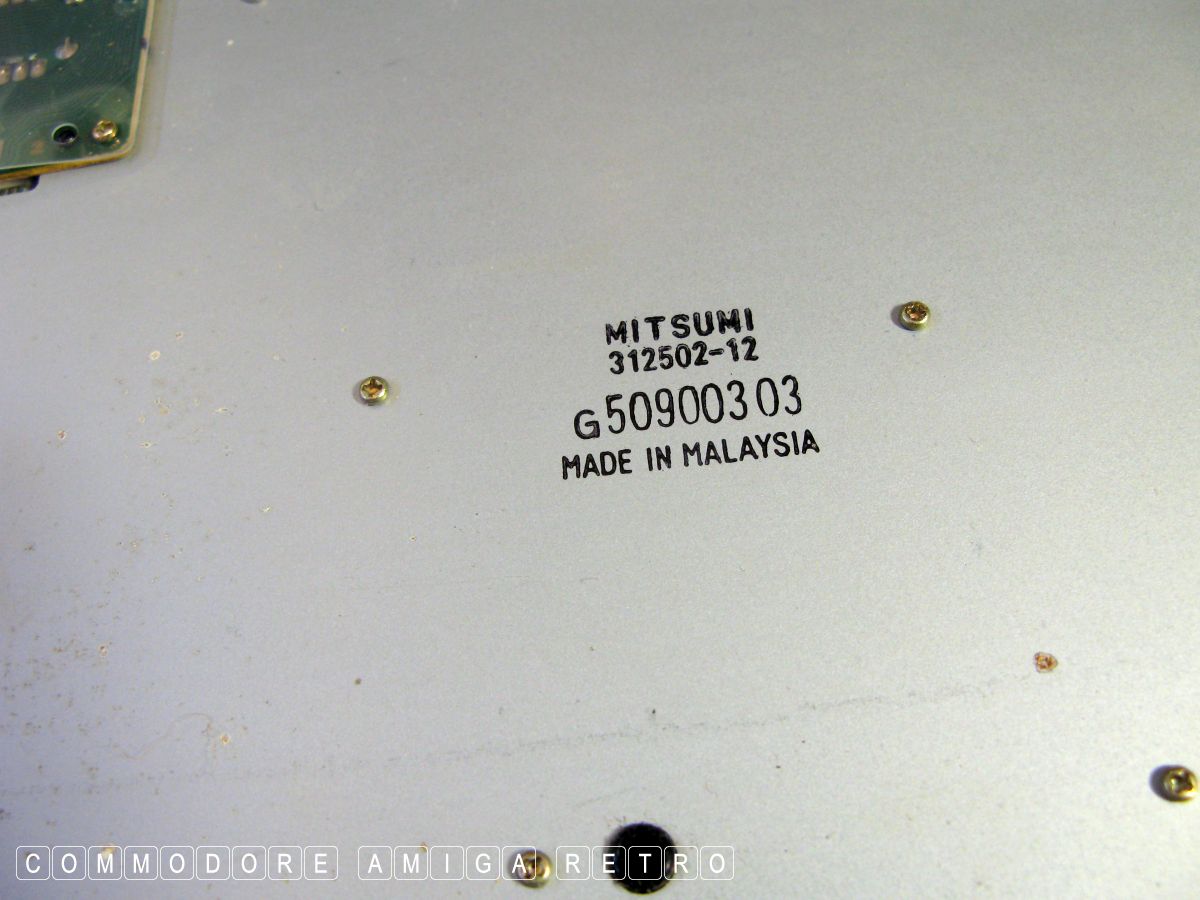 MITSUMI
312502-12
G50900303
MADE IN MALAYSIA
COMMODORE AMIGA RETRO